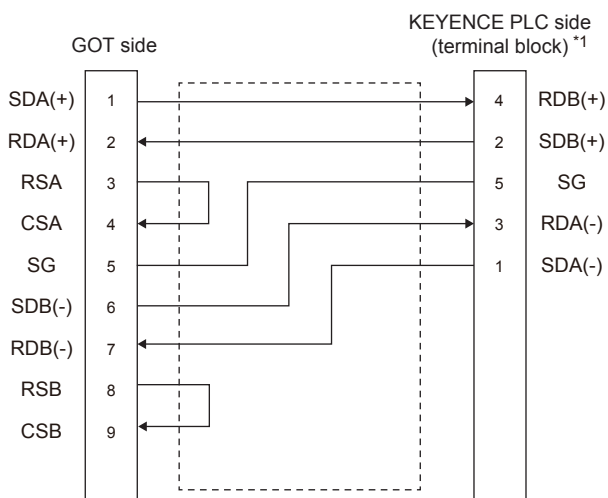 KEYENCE PLC side
GOT side
(terminal block) *1
SDA(+) 1 4 RDB(+)
RDA(+) 2 2 SDB(+)
RSA 3 5 SG
CSA 4 3 RDA(-)
SG 5 1 SDA(-)
SDB(-) 6
RDB(-) 7
RSB 8
CSB 9